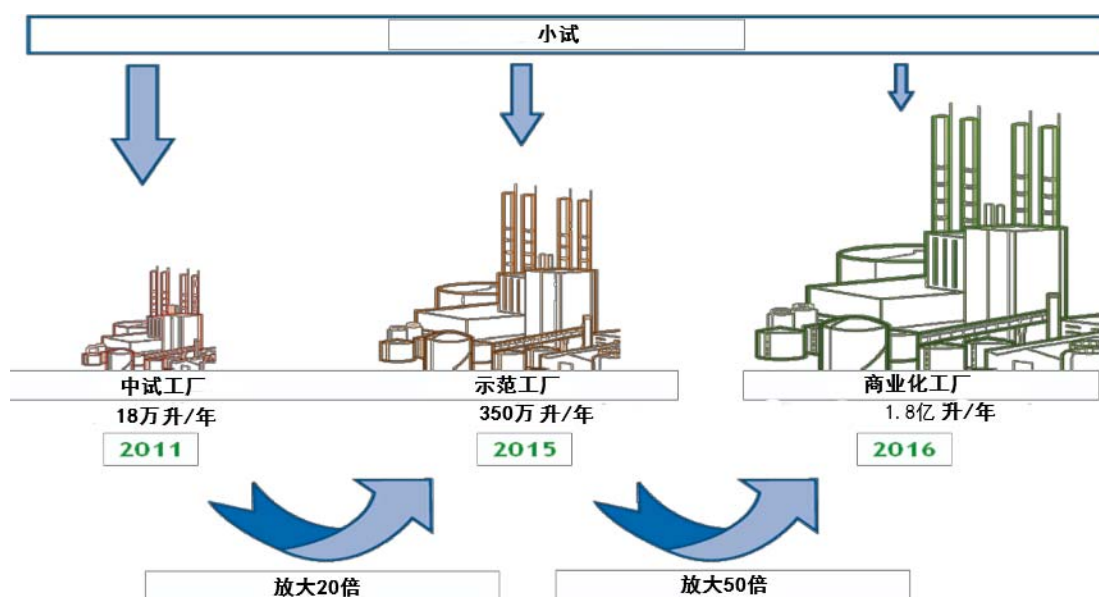 小试
中试工厂
示范工厂
商业化工厂
18万 升/年
350万 升/年
1.8亿 升/年
2011
2015
2016
放大20倍
放大50倍